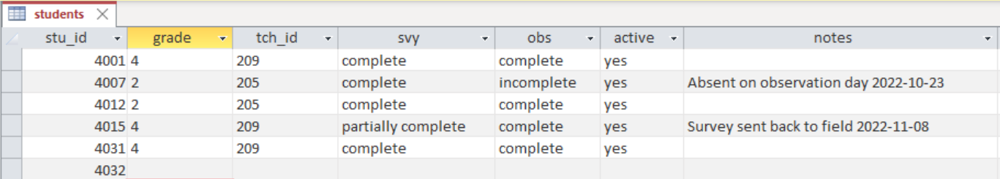 students
stu_id grade tch_id svy obs active notes
4001 4 209 complete complete yes
4007 2 205 complete incomplete yes Absent on observation day 2022-10-23
4012 2 205 complete complete yes
4015 4 209 partially complete complete yes Survey sent back to field 2022-11-08
4031 4 209 complete complete yes
4032